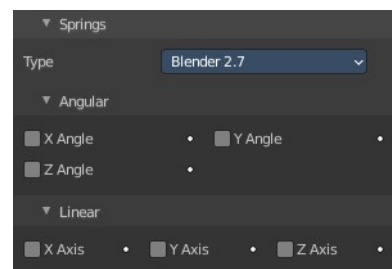 Springs
Type Blender 2.7
Angular
X Angle Y Angle
Z Angle
Linear
X Axis Y Axis Z Axis